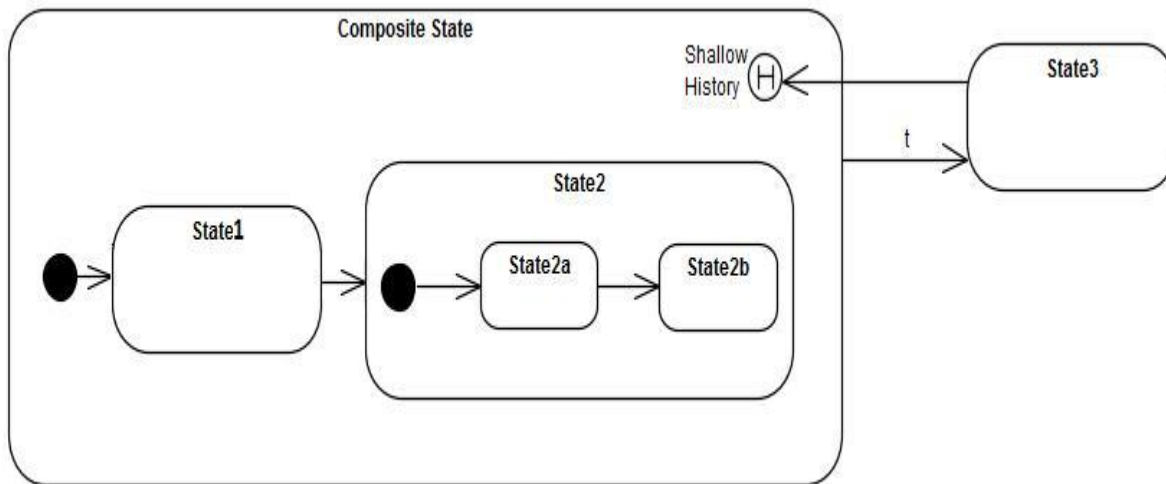 Composite State
Shallow
History
H
State3
t
State2
State1
State2a
State2b